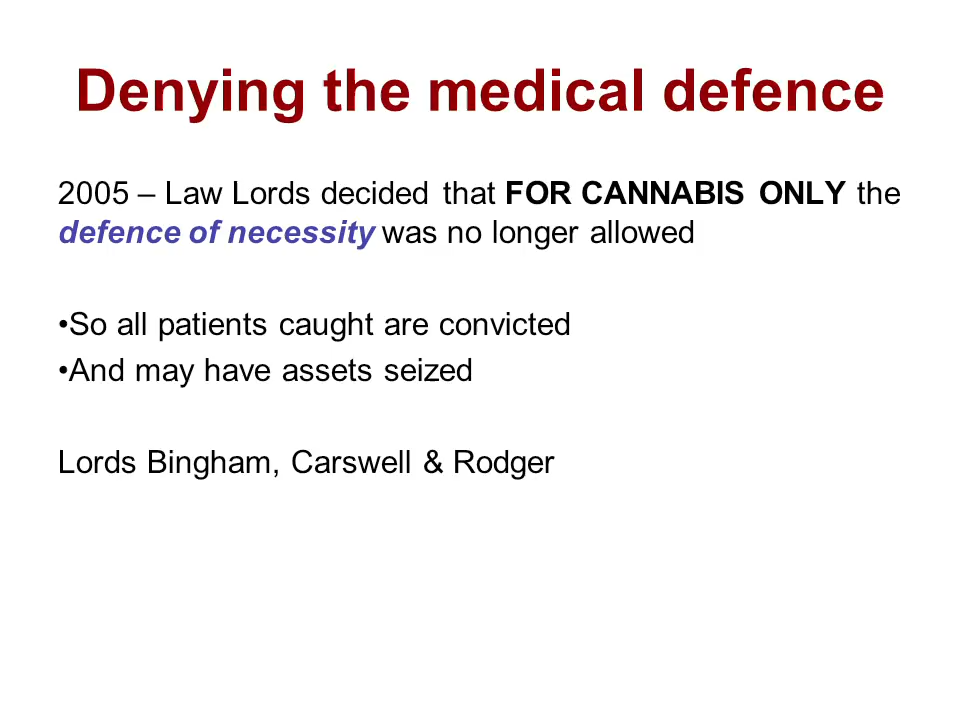 Denying the medical defence
2005 – Law Lords decided that FOR CANNABIS ONLY the
defence of necessity was no longer allowed
•So all patients caught are convicted
•And may have assets seized
Lords Bingham, Carswell & Rodger